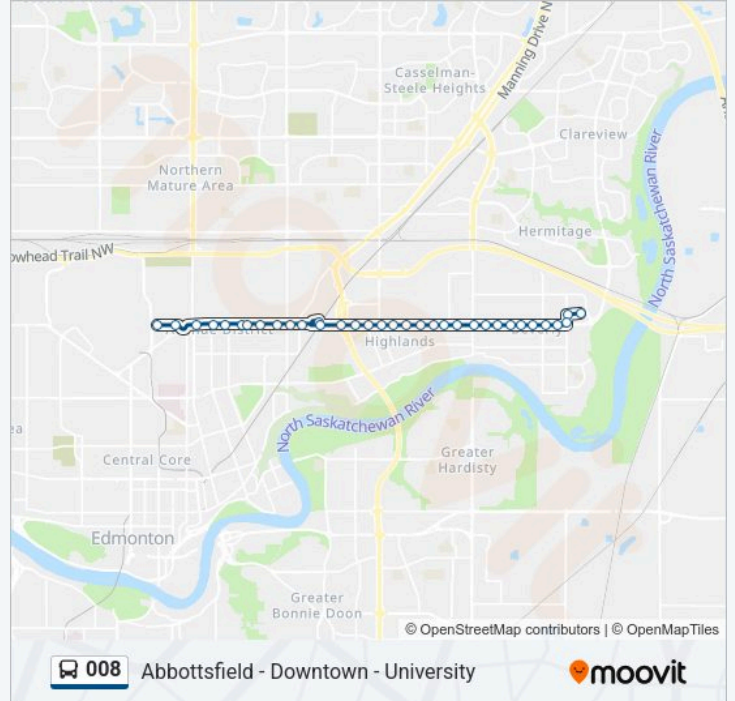 Manning Drive N
Casselman-
Steele Heights
Clareview
Northern
Mature Area
North Saskatchewan River
Hermitage
owhead Trail NW
Highlands
North Saskatchewan River
Greater
Hardisty
Central Core
Edmonton
Greater
Bonnie Doon
© OpenStreetMap contributors | © OpenMapTiles
008 Abbottsfield - Downtown - University
moovit